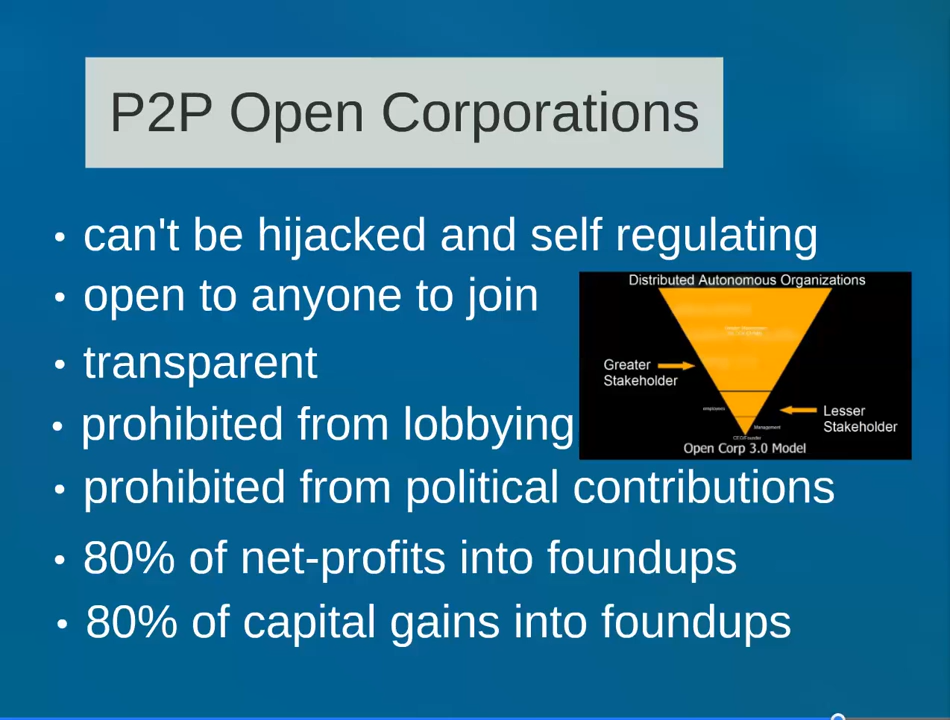 P2P Open Corporations
• can't be hijacked and self regulating
• open to anyone to join
• transparent
• prohibited from lobbying
• prohibited from political contributions
• 80% of net-profits into foundups
• 80% of capital gains into foundups
Distributed Autonomous Organizations
Greater
Stakeholder
employees
Lesser
Stakeholder
Management
Open Corp 3.0 Model